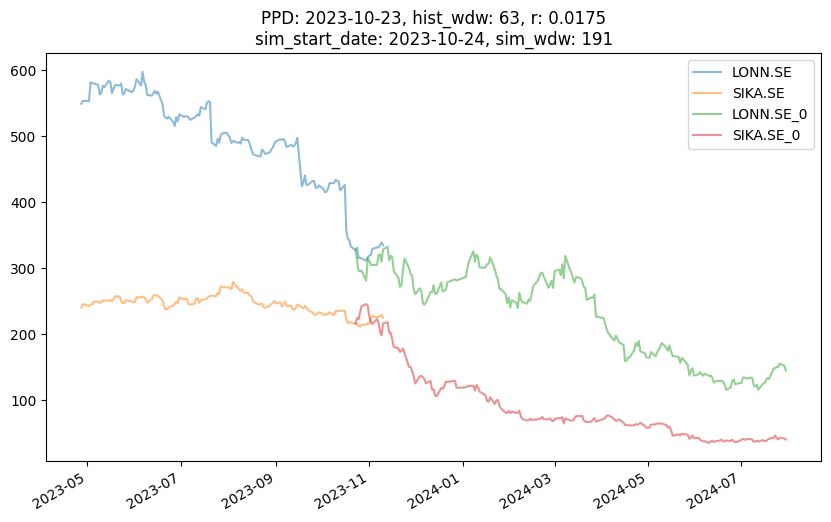 PPD: 2023-10-23, hist_wdw: 63, r: 0.0175
sim_start_date: 2023-10-24, sim_wdw: 191
LONN.SE
SIKA.SE
LONN.SE_0
SIKA.SE_0
600
500
400
300
200
100
2023-05
2023-07
2023-09
2023-11
2024-01
2024-03
2024-05
2024-07